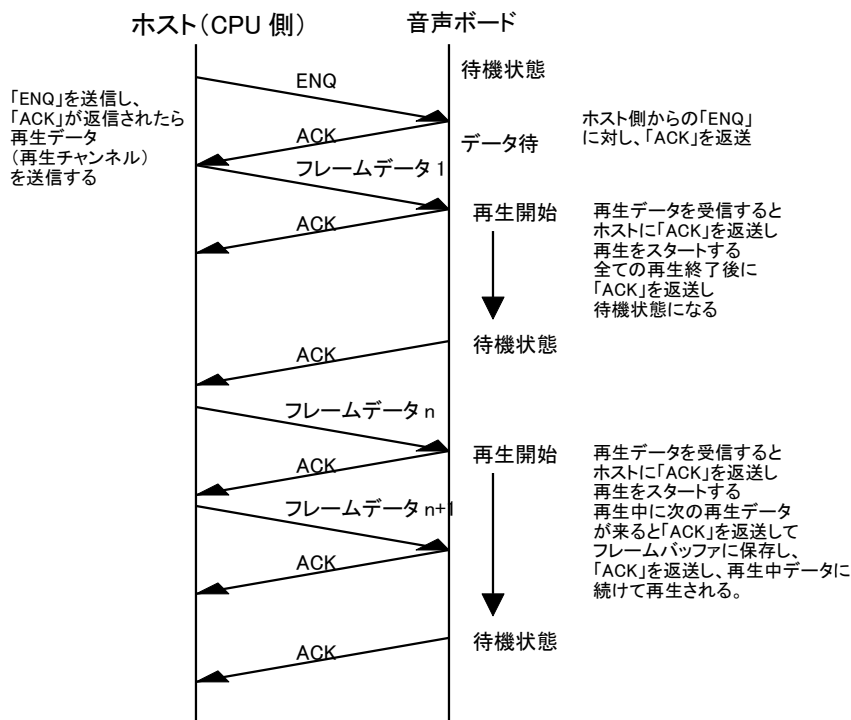 ホスト（CPU 側）
音声ボード
待機状態
ENQ
「ENQ」を送信し、
「ACK」が返信されたら
再生データ
（再生チャンネル）
を送信する
ACK
データ待
ホスト側からの「ENQ」
に対し、「ACK」を返送
フレームデータ 1
再生開始
再生データを受信すると
ホストに「ACK」を返送し
再生をスタートする
全ての再生終了後に
「ACK」を返送し
待機状態になる
ACK
待機状態
ACK
フレームデータ n
再生開始
再生データを受信すると
ホストに「ACK」を返送し
再生をスタートする
再生中に次の再生データ
が来ると「ACK」を返送して
フレームバッファに保存し、
「ACK」を返送し、再生中データに
続けて再生される。
ACK
フレームデータ n+1
ACK
待機状態
ACK